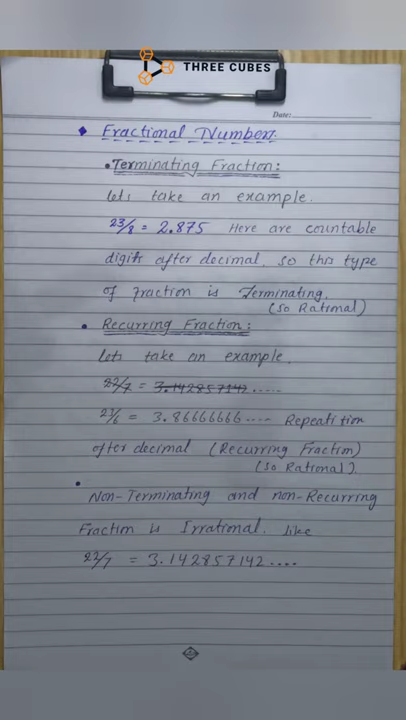 THREE CUBES
Date:
Fractional Numbers
Terminating Fraction:
Lets take an example.
23/8 = 2.875 Here are countable
digits after decimal, so this type
of fraction is Terminating.
(so Rational)
Recurring Fraction:
Lets take an example.
22/7 = 3.142857142.....
23/6 = 3.86666666.... Repeatition
after decimal (Recurring Fraction)
(so Rational).
Non-Terminating and non-Recurring
Fraction is Irrational. like
22/7 = 3.142857142....